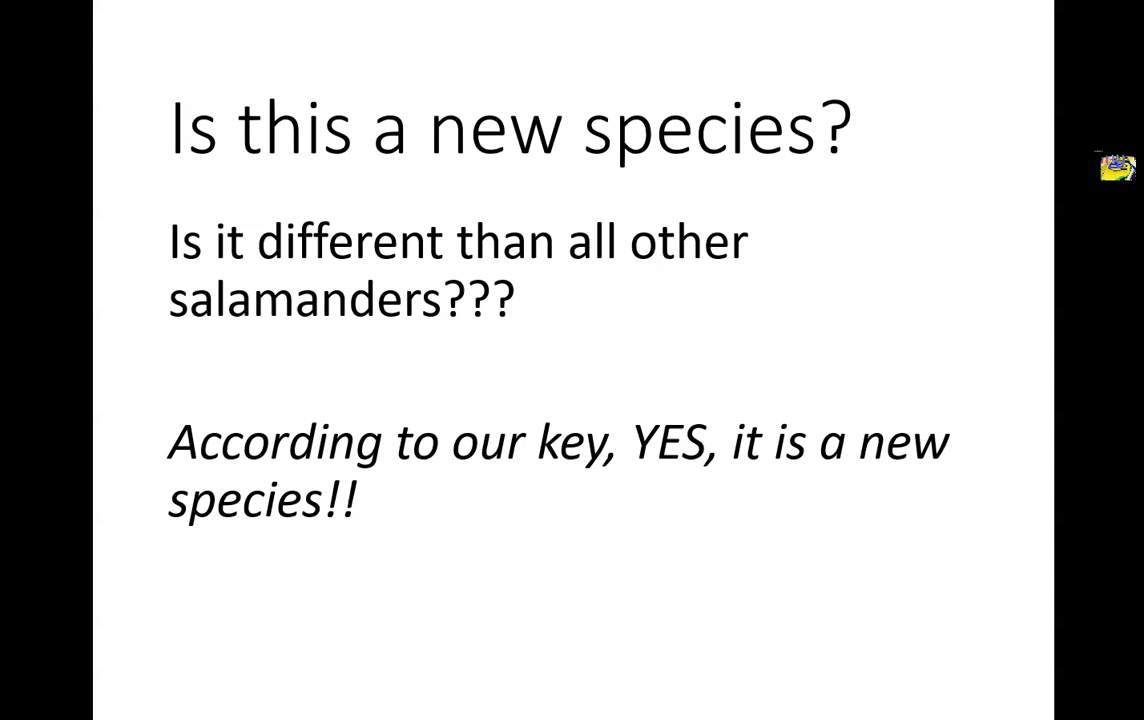 Is this a new species?
Is it different than all other
salamanders???
According to our key, YES, it is a new
species!!